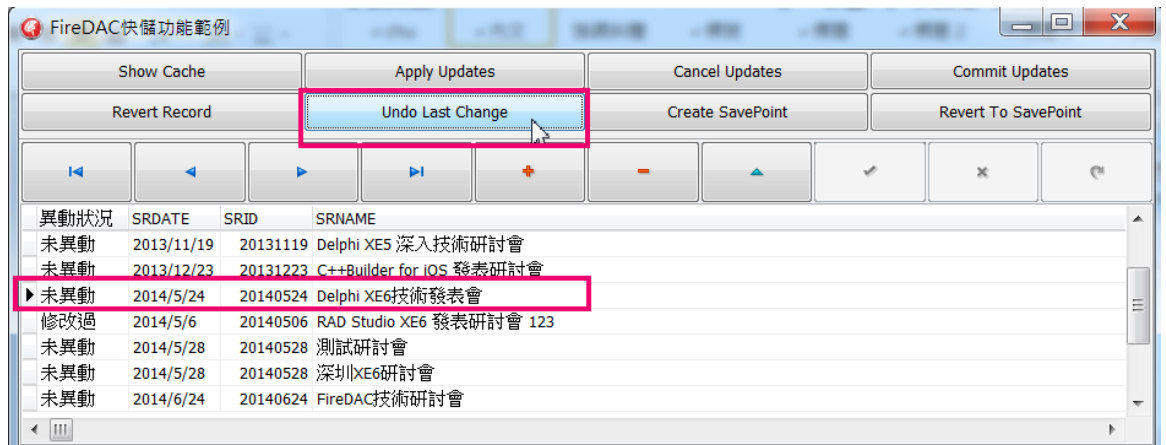 FireDAC快儲功能範例
Show Cache Apply Updates Cancel Updates Commit Updates
Revert Record Undo Last Change Create SavePoint Revert To SavePoint
異動狀況 SRDATE SRID SRNAME
未異動 2013/11/19 20131119 Delphi XE5 深入技術研討會
未異動 2013/12/23 20131223 C++Builder for iOS 發表研討會
未異動 2014/5/24 20140524 Delphi XE6技術發表會
修改過 2014/5/6 20140506 RAD Studio XE6 發表研討會 123
未異動 2014/5/28 20140528 測試研討會
未異動 2014/5/28 20140528 深圳XE6研討會
未異動 2014/6/24 20140624 FireDAC技術研討會